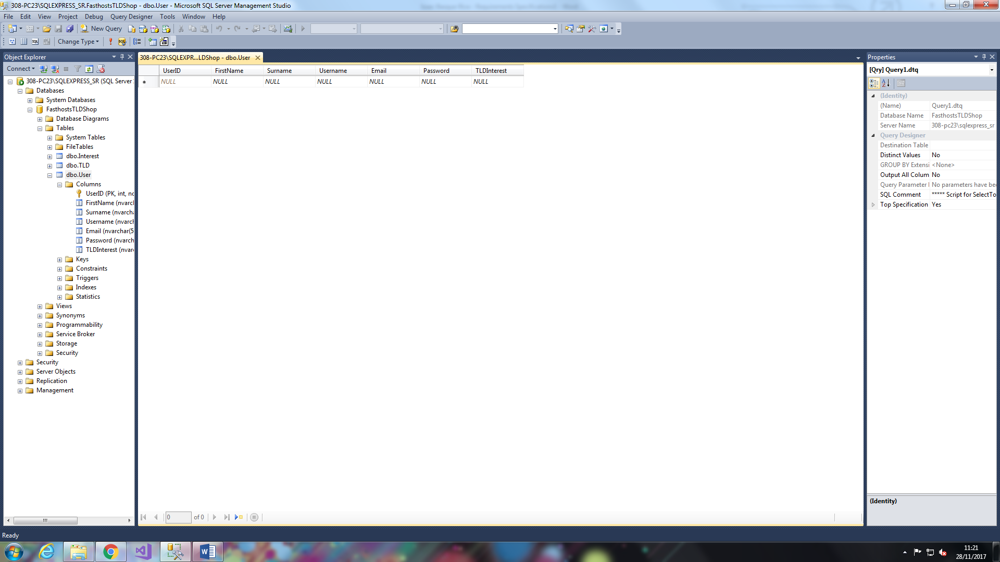 308-PC23\SQLEXPRESS_SR.FasthostsTLDShop - dbo.User - Microsoft SQL Server Management Studio
File Edit View Project Debug Query Designer Tools Window Help
New Query
Change Type
Object Explorer
Connect
308-PC23\SQLEXPRESS_SR (SQL Server
Databases
System Databases
FasthostsTLDShop
Database Diagrams
Tables
System Tables
FileTables
dbo.Interest
dbo.TLD
dbo.User
Columns
UserID (PK, int, no
FirstName (nvarch
Surname (nvarcha
Username (nvarch
Email (nvarchar(5
Password (nvarch
TLDInterest (nvar
Keys
Constraints
Triggers
Indexes
Statistics
Views
Synonyms
Programmability
Service Broker
Storage
Security
Security
Server Objects
Replication
Management
308-PC23\SQLEXPR...LDShop - dbo.User
UserID FirstName Surname Username Email Password TLDInterest
NULL NULL NULL NULL NULL NULL NULL
0 of 0
Properties
[Qry] Query1.dtq
(Identity)
(Name) Query1.dtq
Database Name FasthostsTLDShop
Server Name 308-pc23\sqlexpress_sr
Query Designer
Destination Table
Distinct Values No
GROUP BY Extensi <None>
Output All Colum No
Query Parameter No parameters have bee
SQL Comment ***** Script for SelectTo
Top Specification Yes
(Identity)
Ready
11:21
28/11/2017